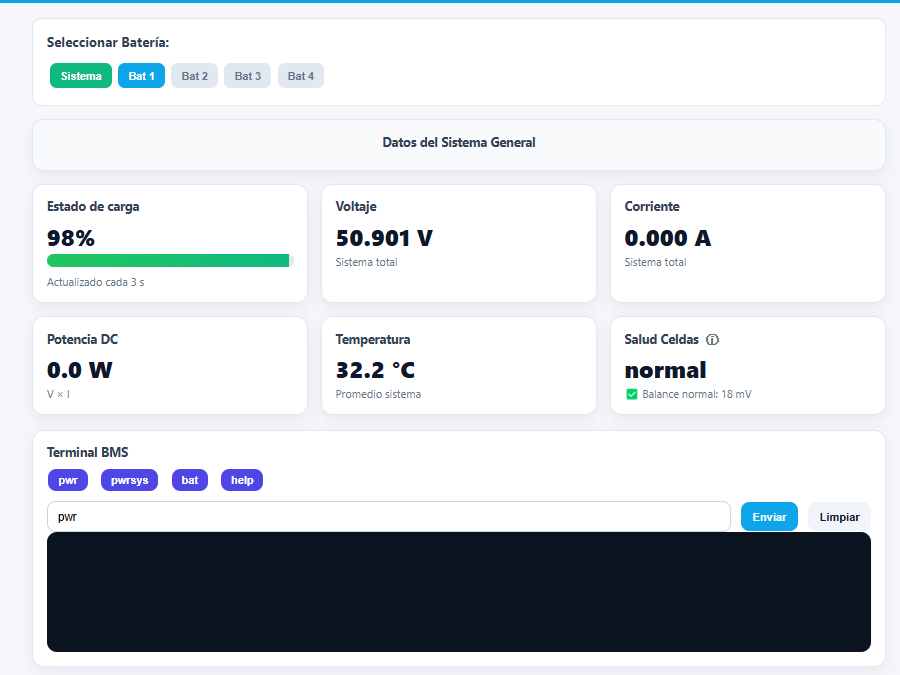 Seleccionar Batería:
Sistema Bat 1 Bat 2 Bat 3 Bat 4
Datos del Sistema General
Estado de carga
98%
Actualizado cada 3 s
Voltaje
50.901 V
Sistema total
Corriente
0.000 A
Sistema total
Potencia DC
0.0 W
V × I
Temperatura
32.2 °C
Promedio sistema
Salud Celdas ⓘ
normal
✅ Balance normal: 18 mV
Terminal BMS
pwr pwrsys bat help
pwr Enviar Limpiar